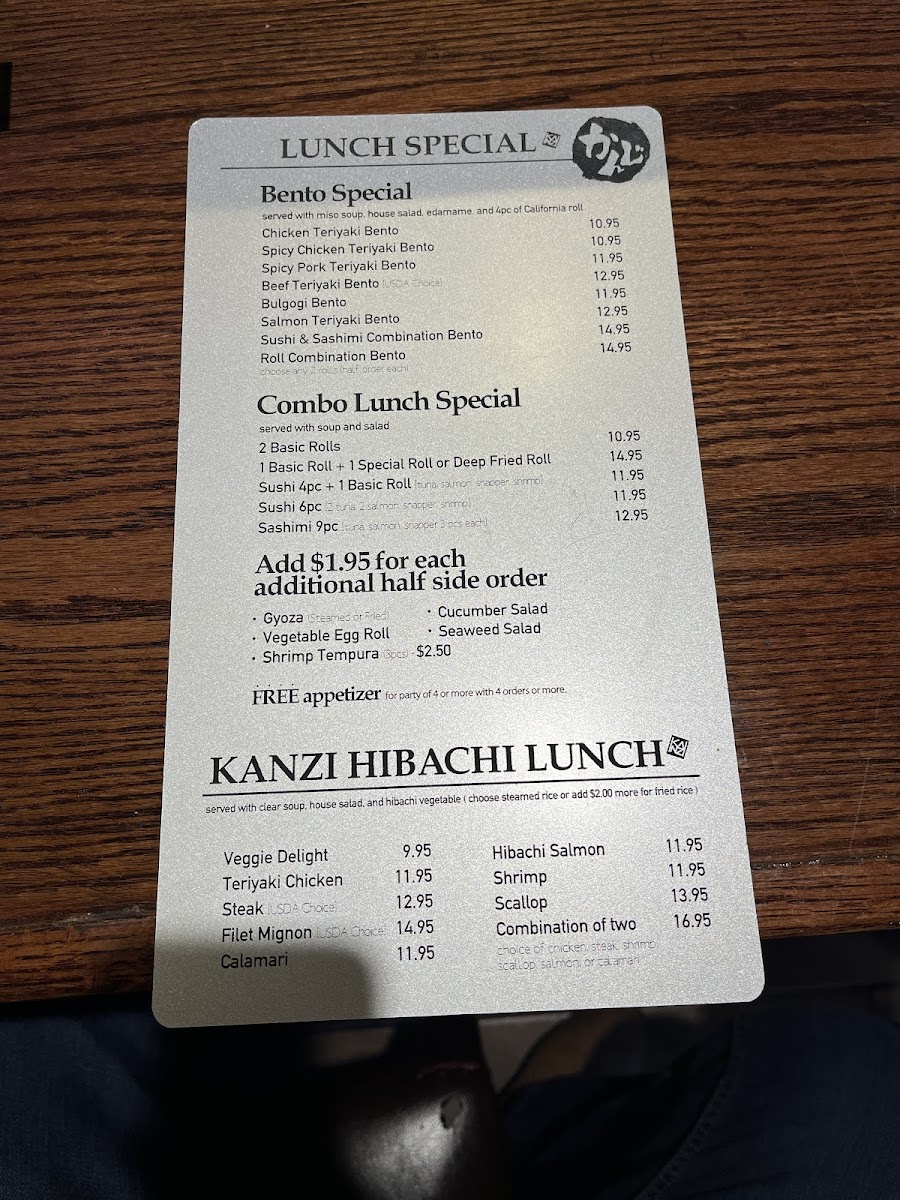 LUNCH SPECIAL
かんじ
Bento Special
served with miso soup, house salad, edamame, and 4pc of California roll
Chicken Teriyaki Bento 10.95
Spicy Chicken Teriyaki Bento 10.95
Spicy Pork Teriyaki Bento 11.95
Beef Teriyaki Bento (USDA Choice) 12.95
Bulgogi Bento 11.95
Salmon Teriyaki Bento 12.95
Sushi & Sashimi Combination Bento 14.95
Roll Combination Bento 14.95
choose any 2 rolls (half order each)
Combo Lunch Special
served with soup and salad
2 Basic Rolls 10.95
1 Basic Roll + 1 Special Roll or Deep Fried Roll 14.95
Sushi 4pc + 1 Basic Roll (tuna, salmon, snapper, shrimp) 11.95
Sushi 6pc (2 tuna, 2 salmon, snapper, shrimp) 11.95
Sashimi 9pc (tuna, salmon, snapper 3 pcs each) 12.95
Add $1.95 for each
additional half side order
• Gyoza (Steamed or Fried) • Cucumber Salad
• Vegetable Egg Roll • Seaweed Salad
• Shrimp Tempura (3pcs) - $2.50
FREE appetizer for party of 4 or more with 4 orders or more.
KANZI HIBACHI LUNCH
served with clear soup, house salad, and hibachi vegetable ( choose steamed rice or add $2.00 more for fried rice )
Veggie Delight 9.95
Teriyaki Chicken 11.95
Steak (USDA Choice) 12.95
Filet Mignon (USDA Choice) 14.95
Calamari 11.95
Hibachi Salmon 11.95
Shrimp 11.95
Scallop 13.95
Combination of two 16.95
choice of chicken, steak, shrimp
scallop, salmon, or calamari